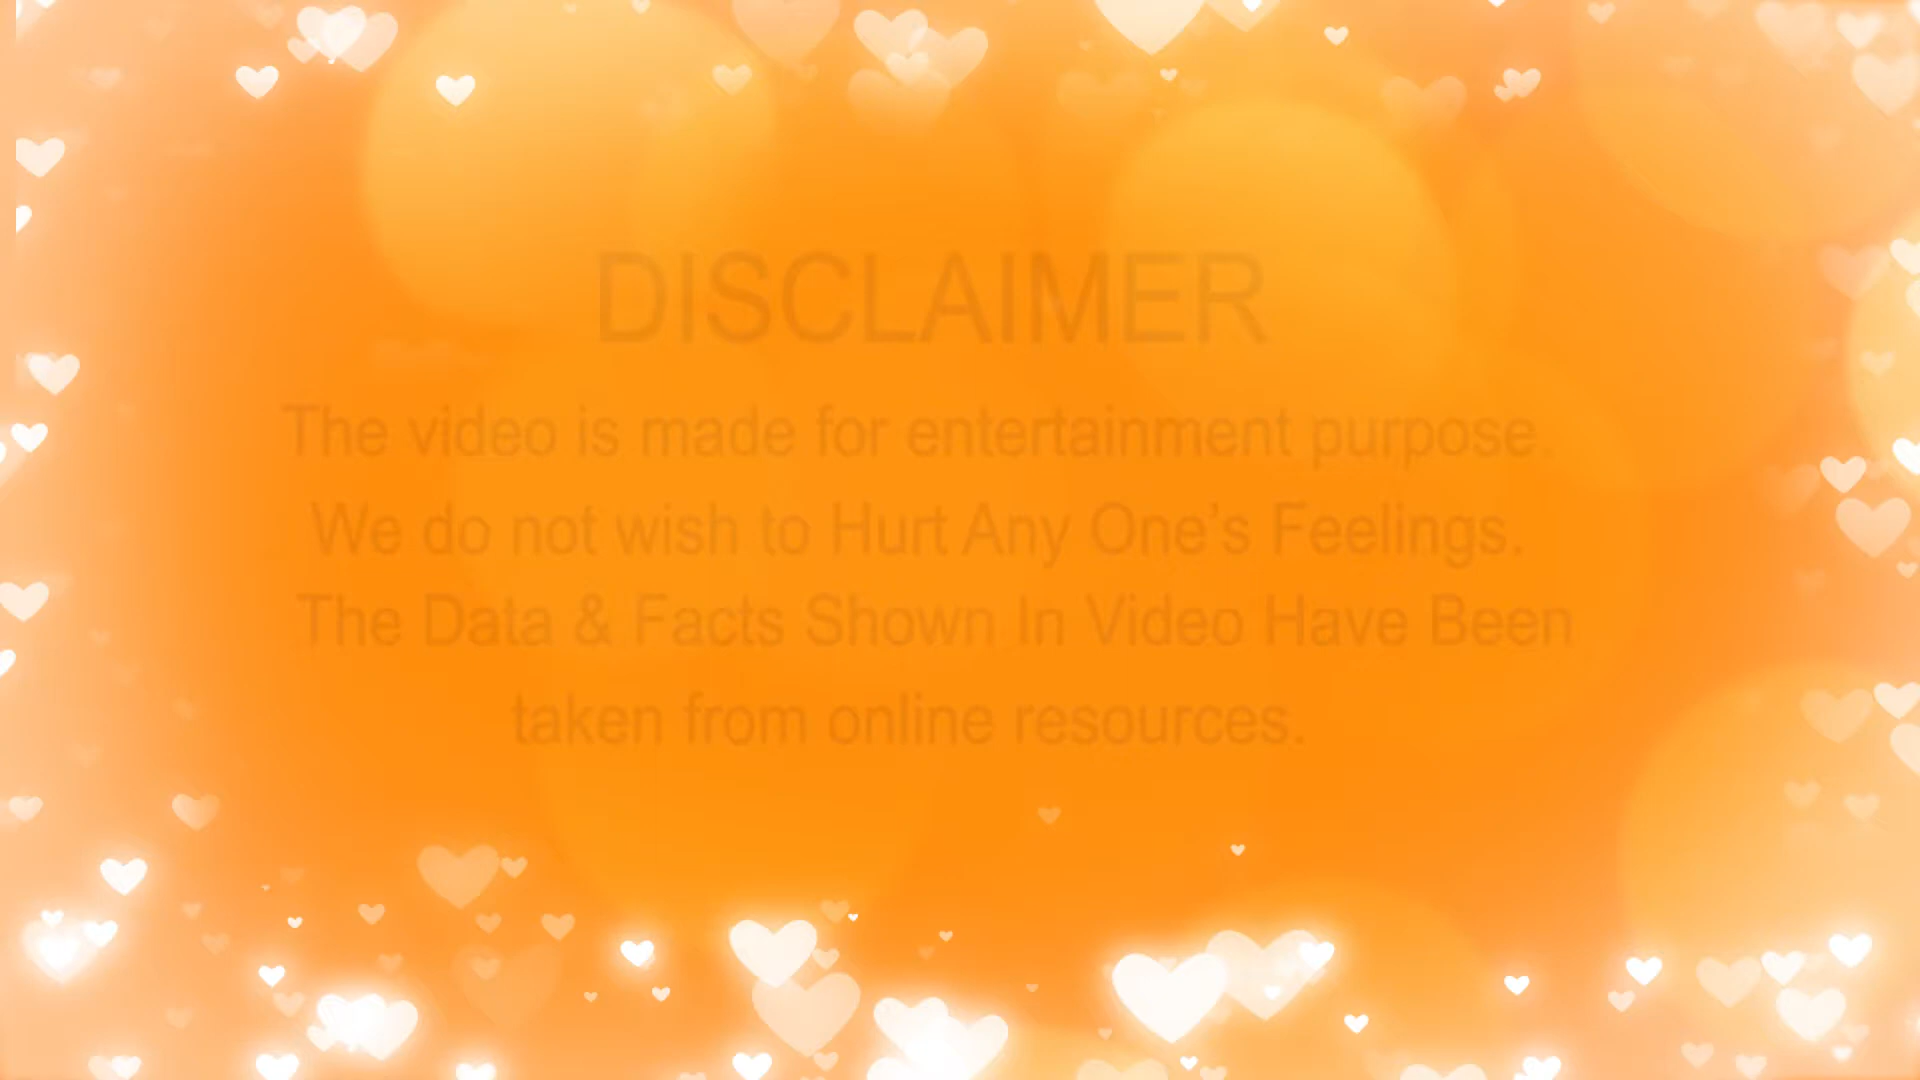 DISCLAIMER
The video is made for entertainment purpose.
We do not wish to Hurt Any One's Feelings.
The Data & Facts Shown In Video Have Been
taken from online resources.